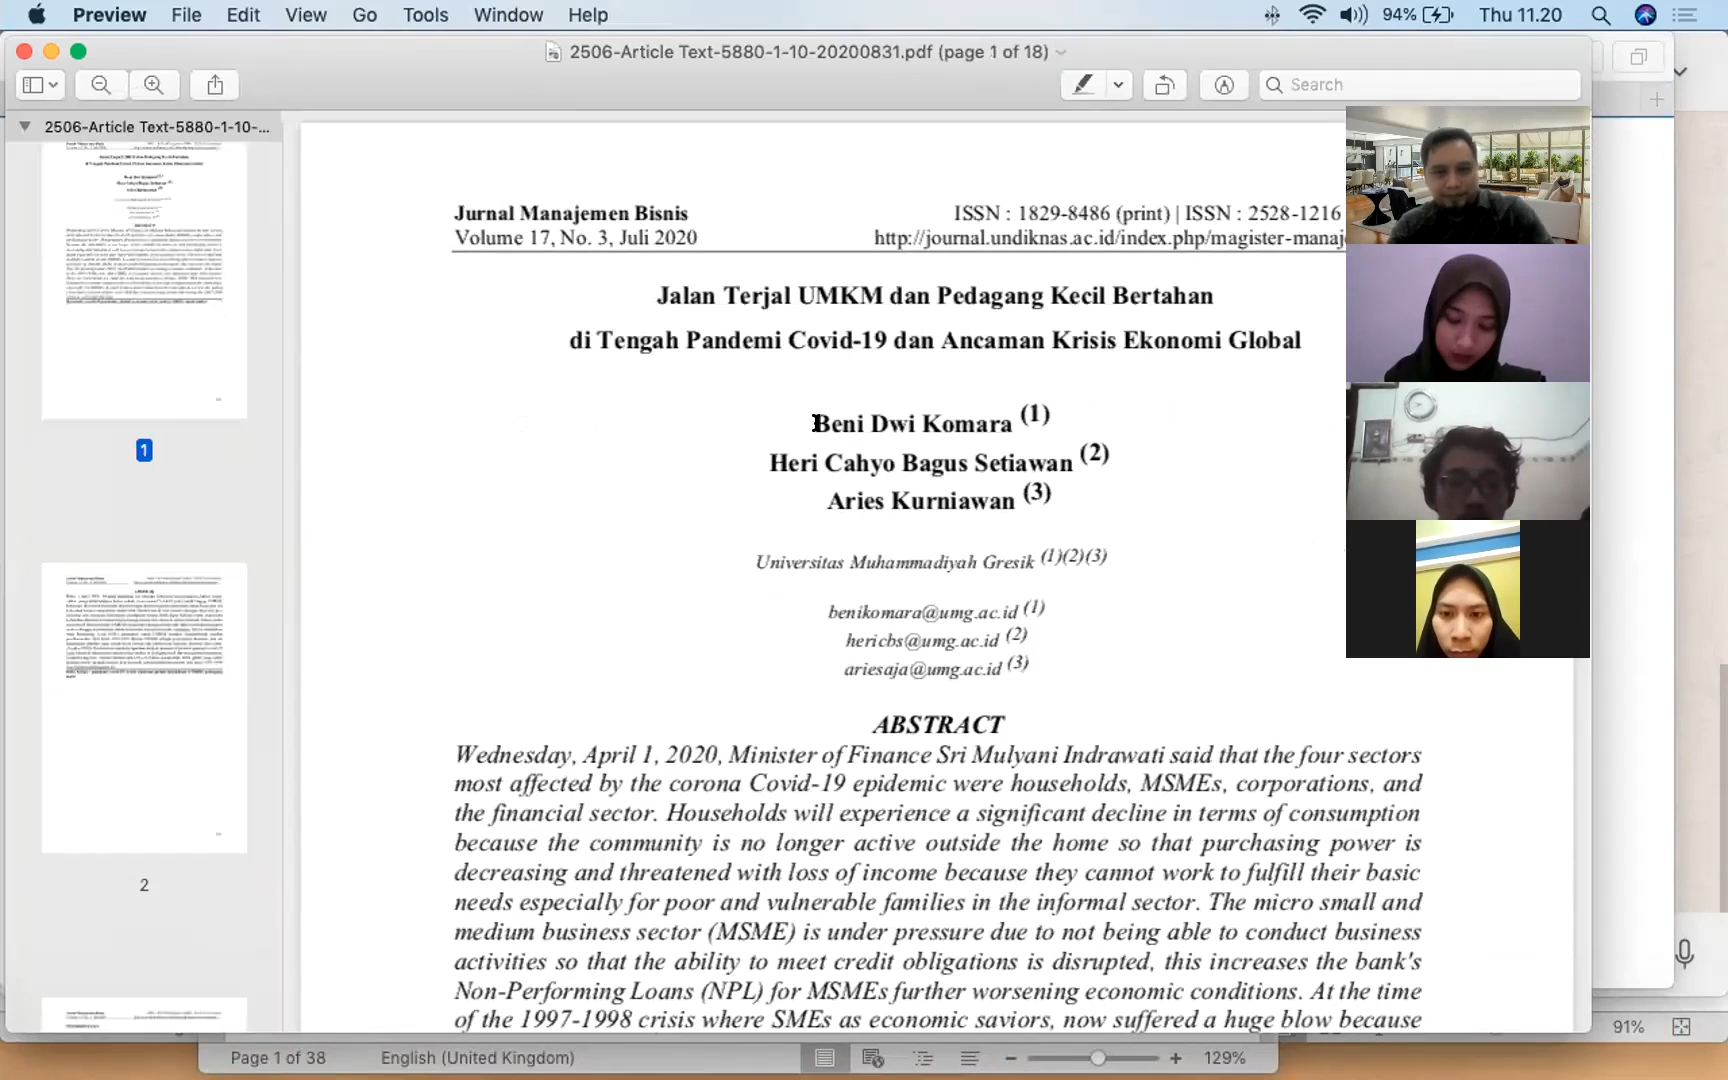 Preview File Edit View Go Tools Window Help 94% Thu 11.20
2506-Article Text-5880-1-10-20200831.pdf (page 1 of 18)
Search
2506-Article Text-5880-1-10-...
1
2
Jurnal Manajemen Bisnis ISSN : 1829-8486 (print) | ISSN : 2528-1216
Volume 17, No. 3, Juli 2020 http://journal.undiknas.ac.id/index.php/magister-manaj
Jalan Terjal UMKM dan Pedagang Kecil Bertahan
di Tengah Pandemi Covid-19 dan Ancaman Krisis Ekonomi Global
Beni Dwi Komara (1)
Heri Cahyo Bagus Setiawan (2)
Aries Kurniawan (3)
Universitas Muhammadiyah Gresik (1)(2)(3)
benikomara@umg.ac.id (1)
hericbs@umg.ac.id (2)
ariesaja@umg.ac.id (3)
ABSTRACT
Wednesday, April 1, 2020, Minister of Finance Sri Mulyani Indrawati said that the four sectors
most affected by the corona Covid-19 epidemic were households, MSMEs, corporations, and
the financial sector. Households will experience a significant decline in terms of consumption
because the community is no longer active outside the home so that purchasing power is
decreasing and threatened with loss of income because they cannot work to fulfill their basic
needs especially for poor and vulnerable families in the informal sector. The micro small and
medium business sector (MSME) is under pressure due to not being able to conduct business
activities so that the ability to meet credit obligations is disrupted, this increases the bank's
Non-Performing Loans (NPL) for MSMEs further worsening economic conditions. At the time
of the 1997-1998 crisis where SMEs as economic saviors, now suffered a huge blow because
91%
Page 1 of 38 English (United Kingdom) 129%